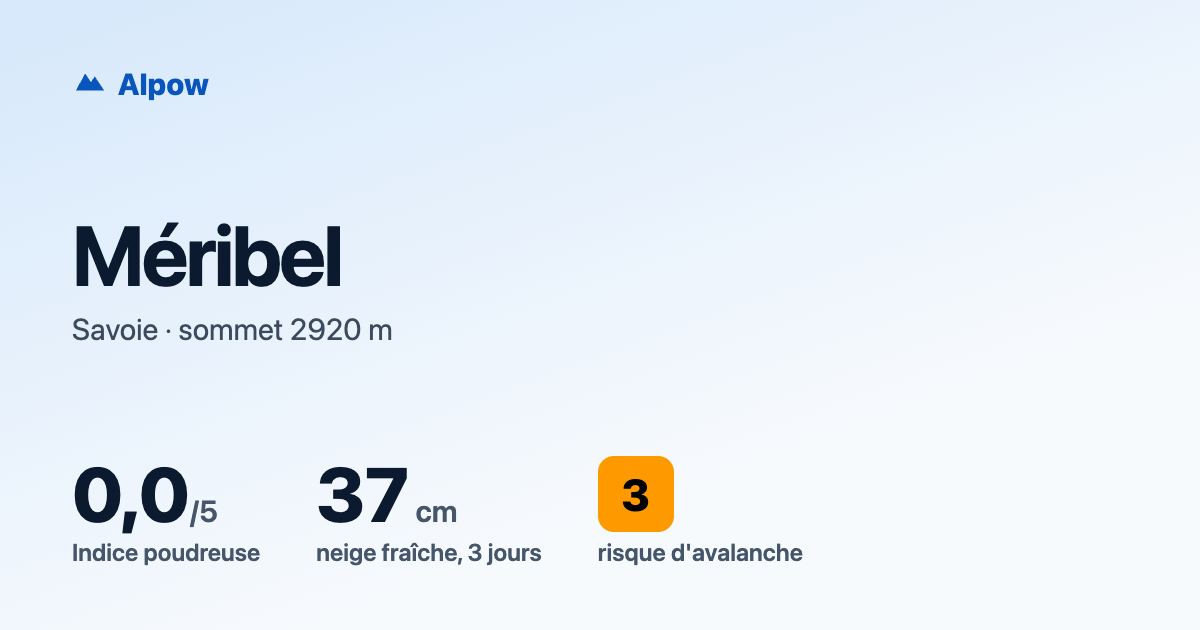 Alpow
Méribel
Savoie · sommet 2920 m
0,0/5
Indice poudreuse
37 cm
neige fraîche, 3 jours
3
risque d'avalanche